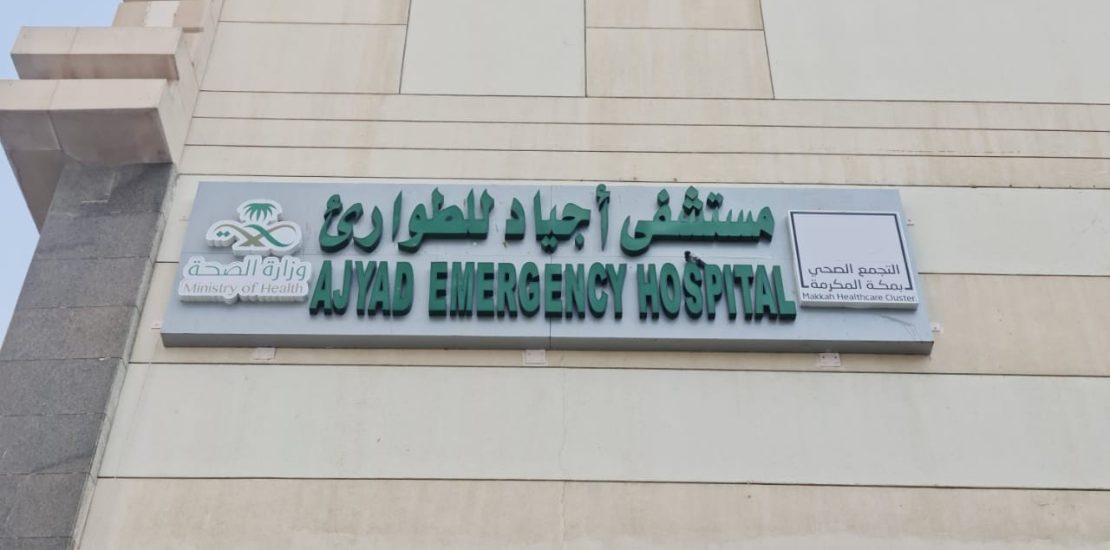 مستشفى أجياد للطوارئ
AJYAD EMERGENCY HOSPITAL
وزارة الصحة
Ministry of Health
التجمع الصحي
بمكة المكرمة
Makkah Healthcare Cluster